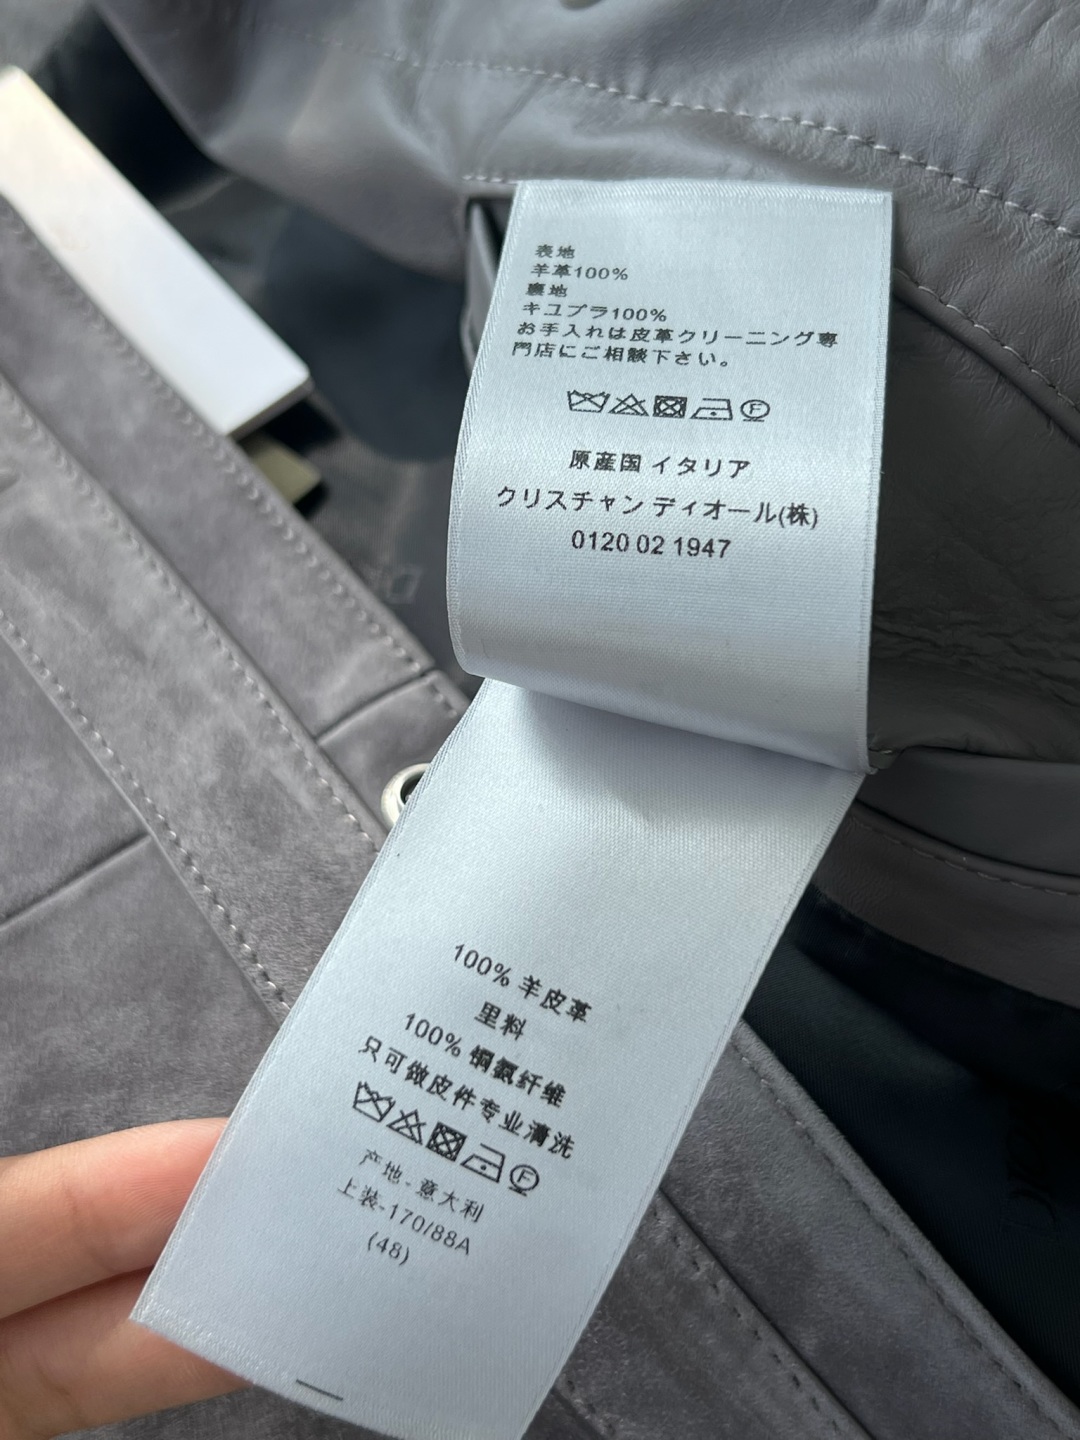 表地
羊革100%
裏地
キュプラ100%
お手入れは皮革クリーニング専
門店にご相談下さい。
F
原産国 イタリア
クリスチャン ディオール(株)
0120 02 1947
100% 羊皮革
里料
100% 铜氨纤维
只可做皮件专业清洗
F
产地-意大利
上装-170/88A
(48)